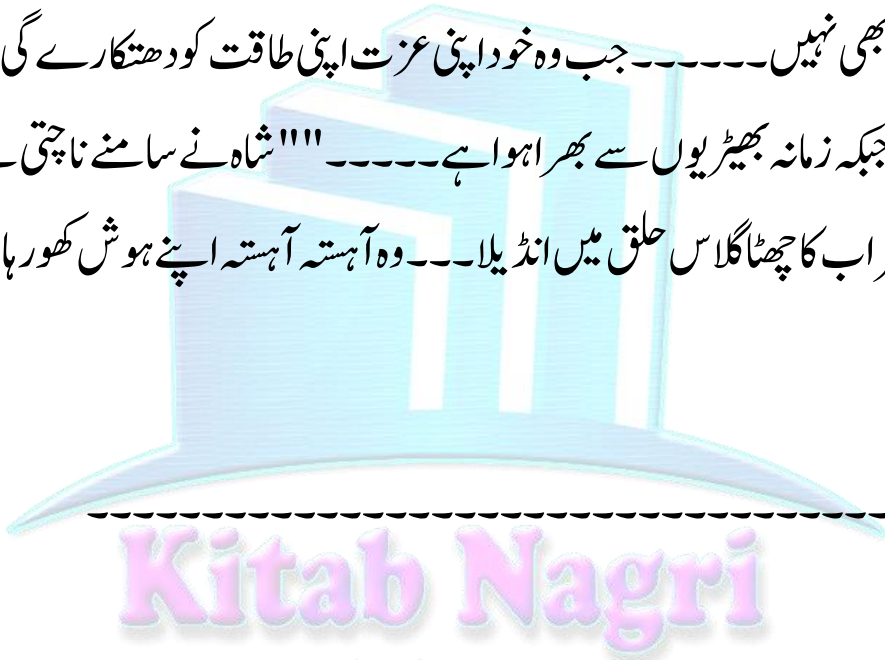 بھی نہیں۔۔۔۔۔۔ جب وہ خود اپنی عزت اپنی طاقت کو دھتکارے گی
جبکہ زمانہ بھیڑیوں سے بھرا ہوا ہے۔۔۔۔۔""شاہ نے سامنے ناچتی
کا چھٹا گلاس حلق میں انڈیلا۔۔۔وہ آہستہ آہستہ اپنے ہوش کھو رہا
۔۔۔۔۔۔۔۔۔۔۔۔۔۔۔۔۔۔۔۔۔۔۔۔۔۔۔۔۔۔۔۔۔۔۔
Kitab Nagri